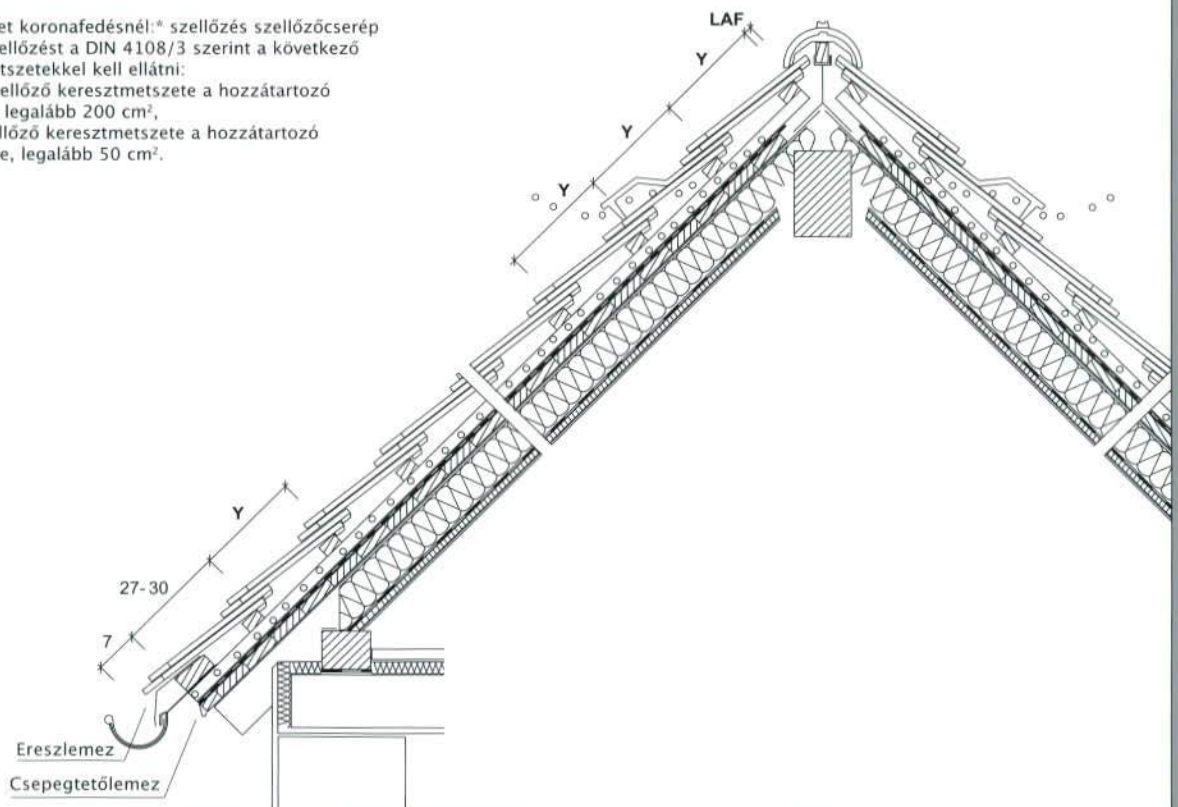 et koronafedésnél:* szellőzés szellőzőcserép
ellőzést a DIN 4108/3 szerint a következő
tszetekkel kell ellátni:
ellőző keresztmetszete a hozzátartozó
legalább 200 cm²,
llőző keresztmetszete a hozzátartozó
e, legalább 50 cm².
LAF
Y
Y
Y
Y
27-30
7
Ereszlemez
Csepegtetőlemez